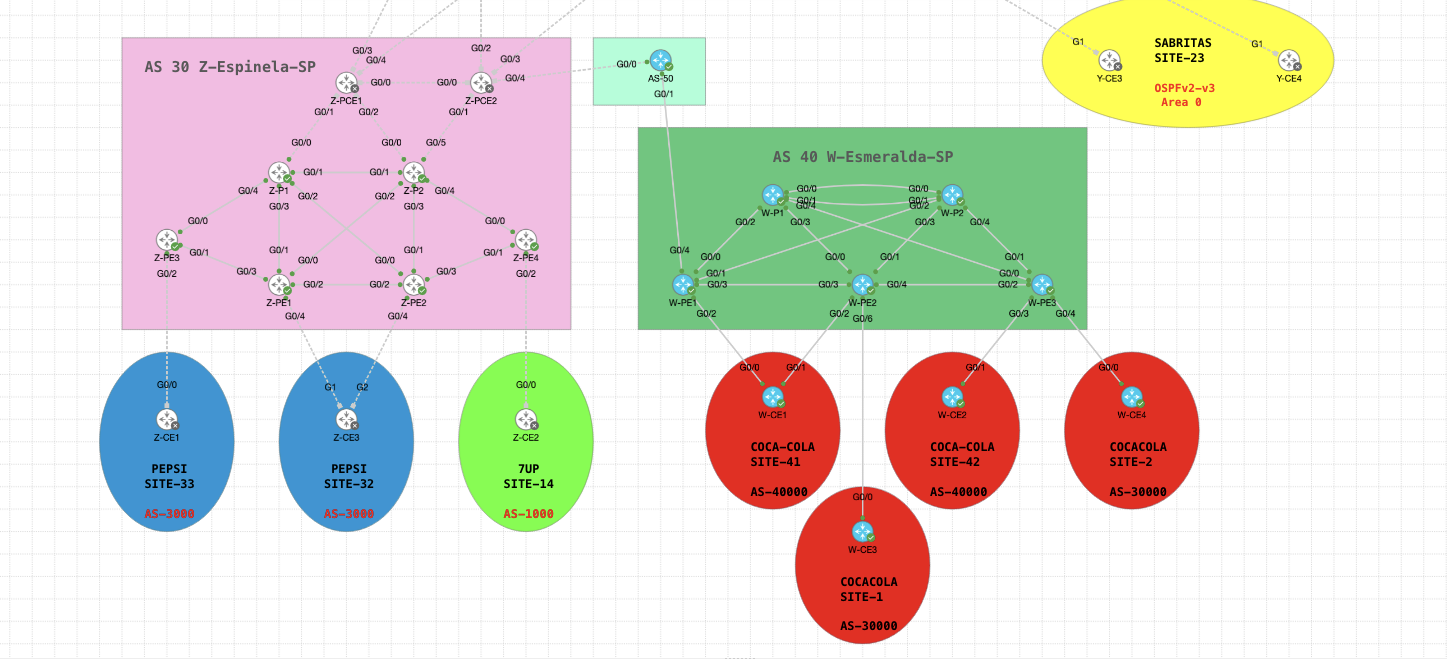 G0/3
G0/4
G0/2
G0/3
G0/4
AS 30 Z-Espinela-SP
G0/0
G0/0
Z-PCE1
Z-PCE2
G0/1
G0/2
G0/1
G0/0
G0/0
G0/5
G0/1
G0/1
Z-P1
Z-P2
G0/4
G0/2
G0/2
G0/4
G0/3
G0/3
G0/0
G0/0
Z-PE3
Z-PE4
G0/1
G0/1
G0/1
G0/1
G0/0
G0/0
G0/2
G0/3
G0/3
G0/2
G0/2
G0/2
Z-PE1
Z-PE2
G0/4
G0/4
G0/0
AS-50
G0/1
G1
Y-CE3
SABRITAS
SITE-23
OSPFv2-v3
Area 0
G1
Y-CE4
AS 40 W-Esmeralda-SP
G0/0
G0/0
G0/1
G0/1
G0/4
G0/2
W-P1
W-P2
G0/2
G0/3
G0/3
G0/4
G0/4
G0/0
G0/0
G0/1
G0/1
G0/1
G0/0
G0/3
G0/3
G0/4
G0/2
W-PE1
W-PE2
W-PE3
G0/2
G0/2
G0/6
G0/3
G0/4
G0/0
Z-CE1
PEPSI
SITE-33
AS-3000
G1
G2
Z-CE3
PEPSI
SITE-32
AS-3000
G0/0
Z-CE2
7UP
SITE-14
AS-1000
G0/0
G0/1
W-CE1
COCA-COLA
SITE-41
AS-40000
G0/1
W-CE2
COCA-COLA
SITE-42
AS-40000
G0/0
W-CE4
COCACOLA
SITE-2
AS-30000
G0/0
W-CE3
COCACOLA
SITE-1
AS-30000